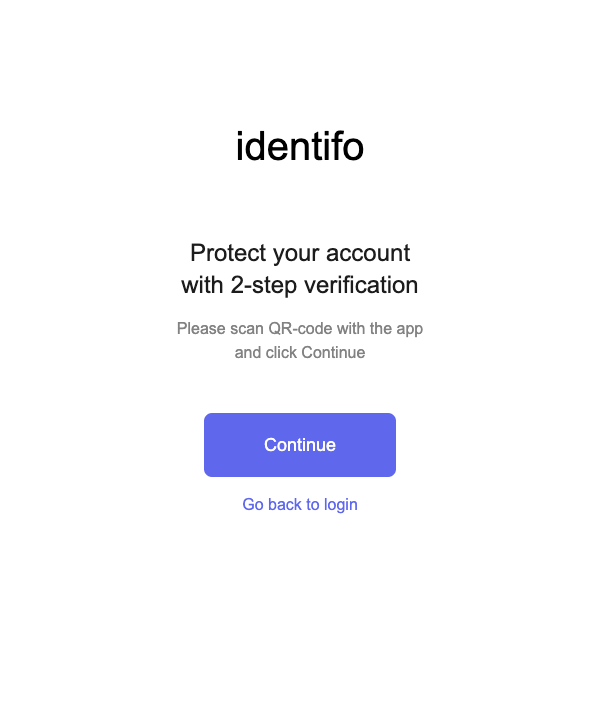 identifo
Protect your account
with 2-step verification
Please scan QR-code with the app
and click Continue
Continue
Go back to login